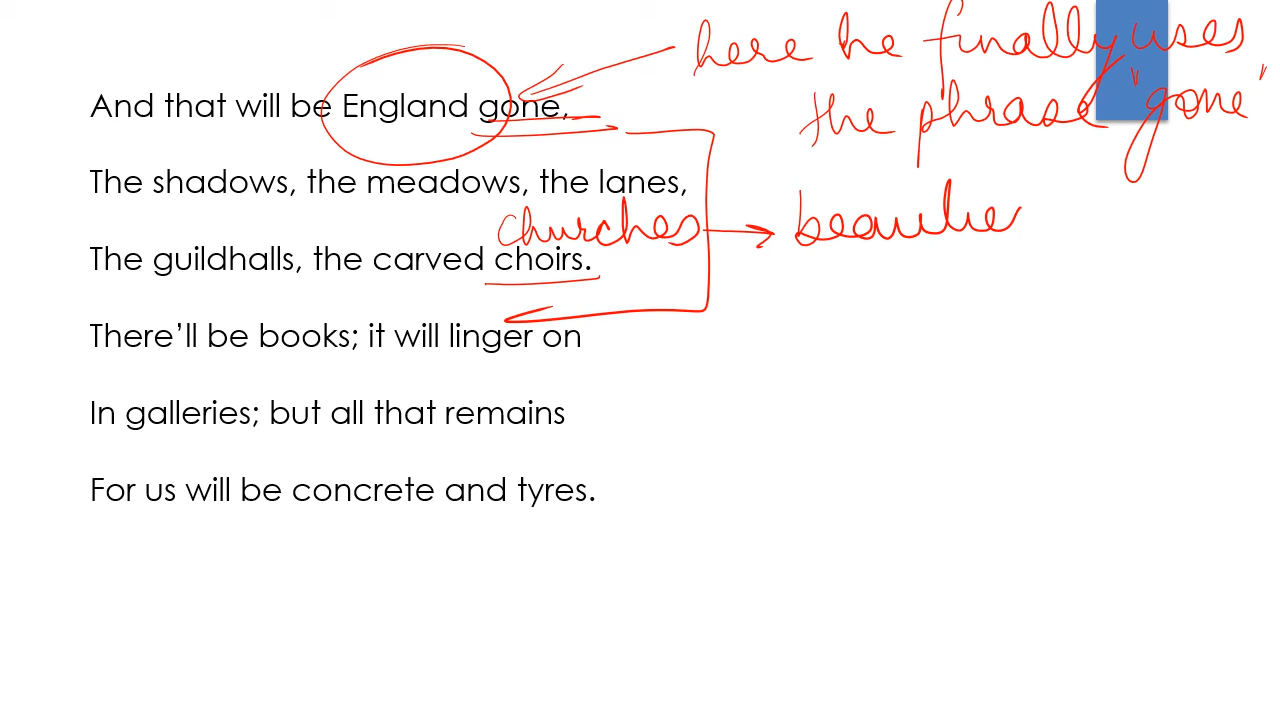 here he finally uses
the phrase "gone"
And that will be England gone,
The shadows, the meadows, the lanes,
churches → beautie
The guildhalls, the carved choirs.
There'll be books; it will linger on
In galleries; but all that remains
For us will be concrete and tyres.